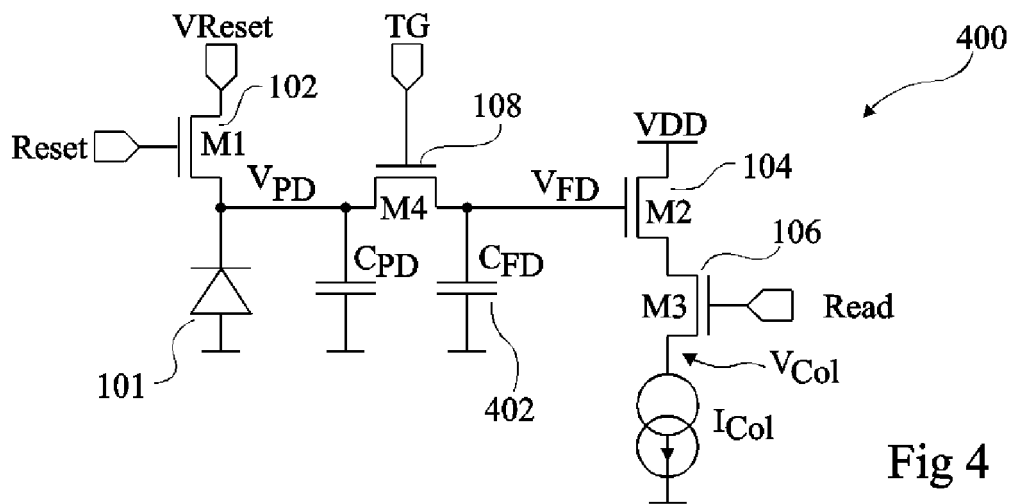 VReset
TG
400
102
Reset
M1
108
VDD
104
VPD
M4
VFD
M2
106
CPD
CFD
M3
Read
101
402
VCol
ICol
Fig 4